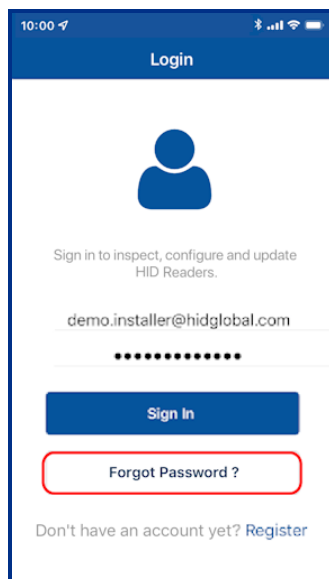 10:00
Login
Sign in to inspect, configure and update
HID Readers.
demo.installer@hidglobal.com
•••••••••••••
Sign In
Forgot Password ?
Don't have an account yet? Register